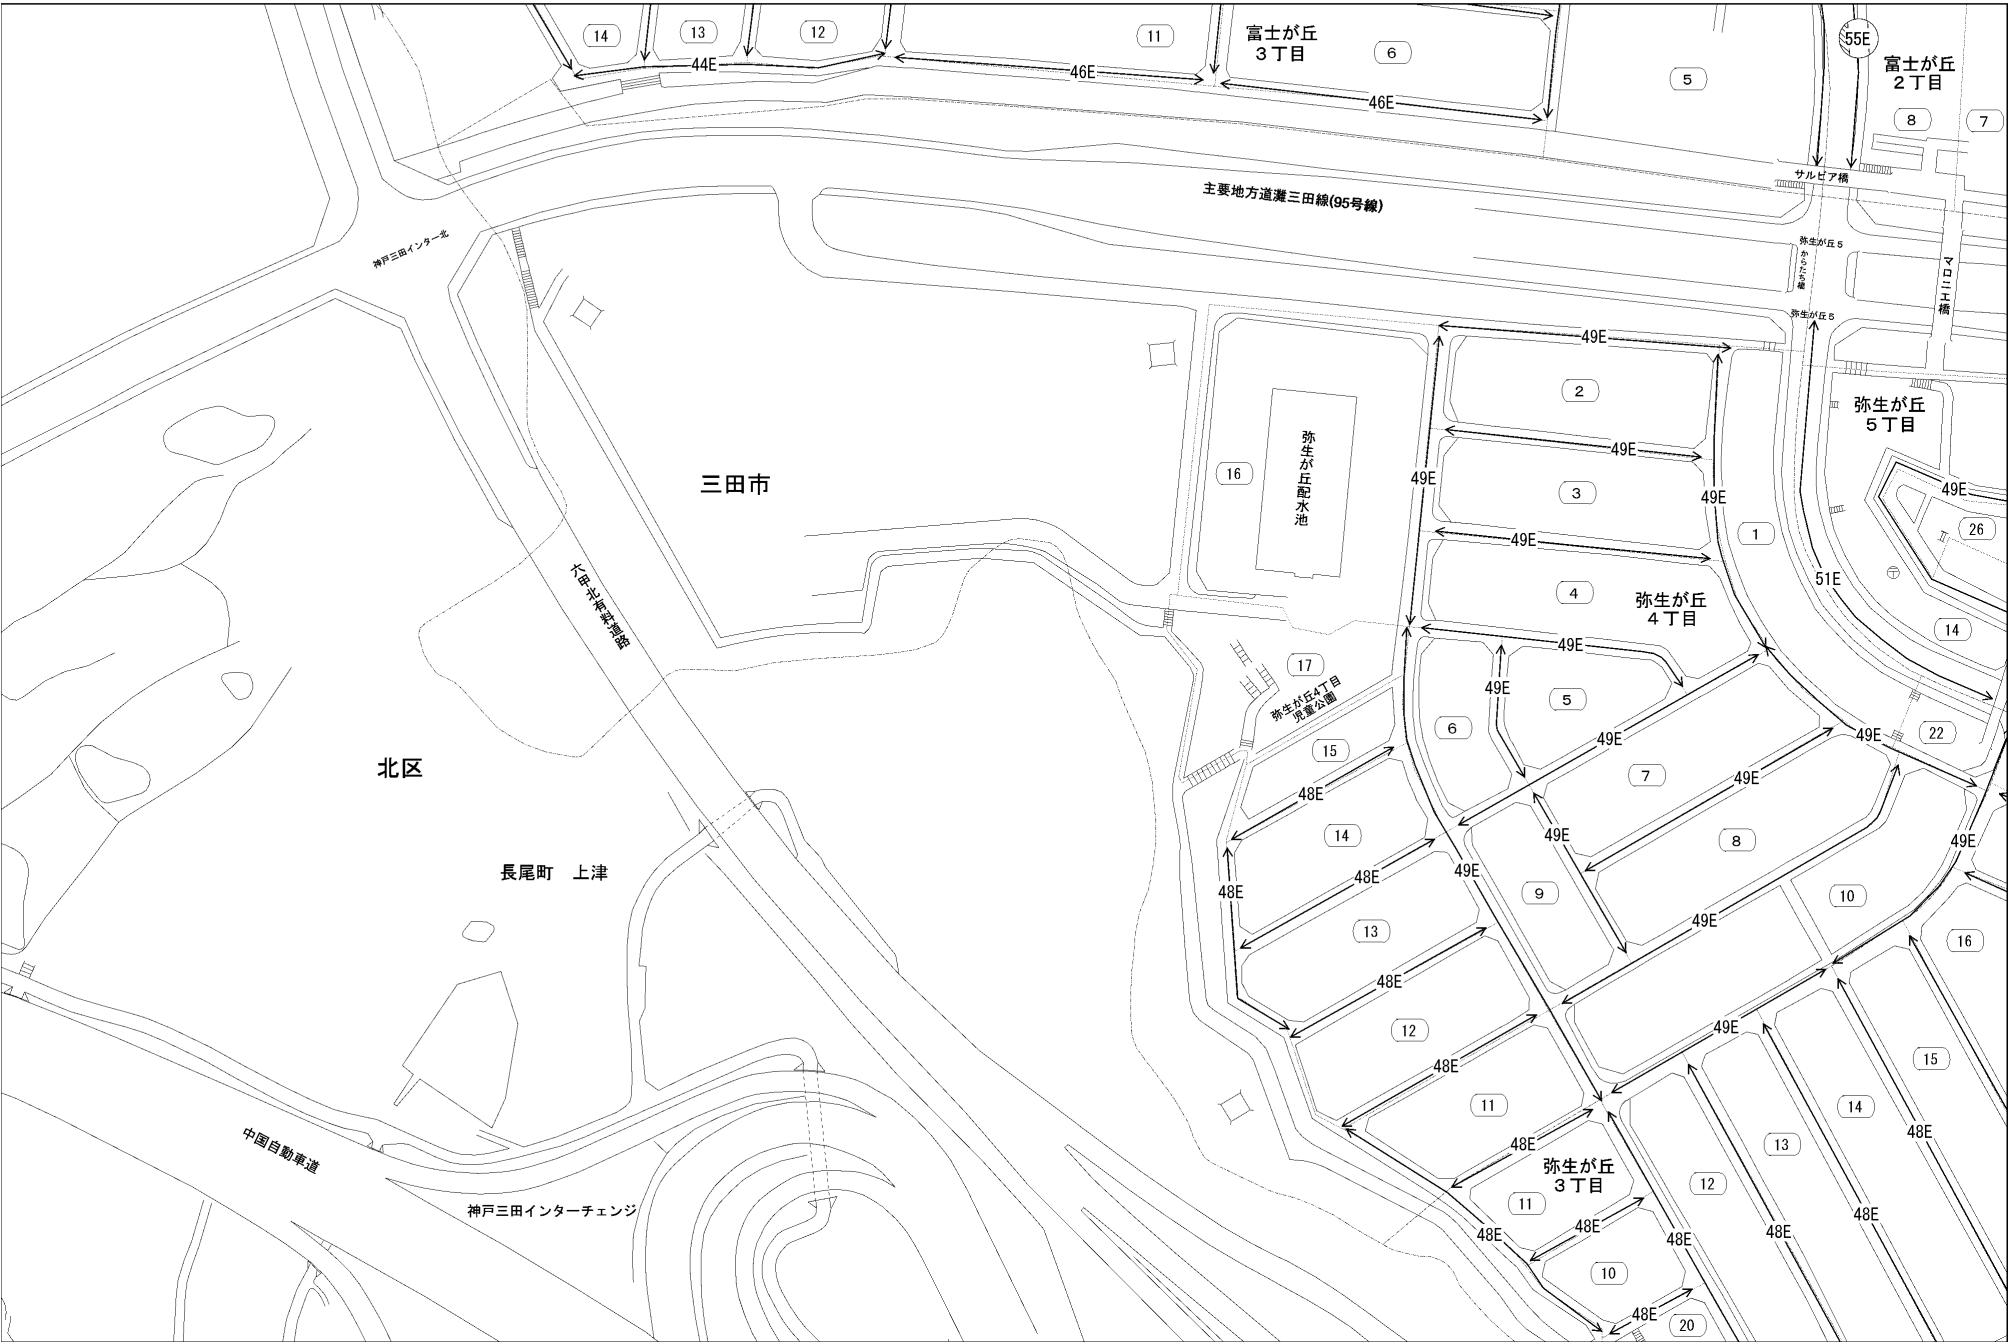 14
13
12
11
富士が丘
3丁目
6
5
55E
富士が丘
2丁目
8
7
44E
46E
46E
サルビア橋
主要地方道灘三田線(95号線)
神戸三田インター北
弥生が丘5
からたち堤
マロニエ橋
弥生が丘5
49E
2
弥生が丘
5丁目
49E
三田市
16
弥生が丘配水池
49E
3
49E
49E
26
1
49E
六甲北有料道路
51E
4
弥生が丘
4丁目
14
49E
17
弥生が丘4丁目
児童公園
49E
5
6
15
49E
49E
22
北区
7
49E
48E
14
49E
8
49E
長尾町 上津
48E
48E
49E
9
10
49E
13
16
48E
12
49E
15
48E
11
14
48E
48E
13
中国自動車道
弥生が丘
3丁目
12
神戸三田インターチェンジ
11
48E
48E
48E
48E
48E
10
48E
20